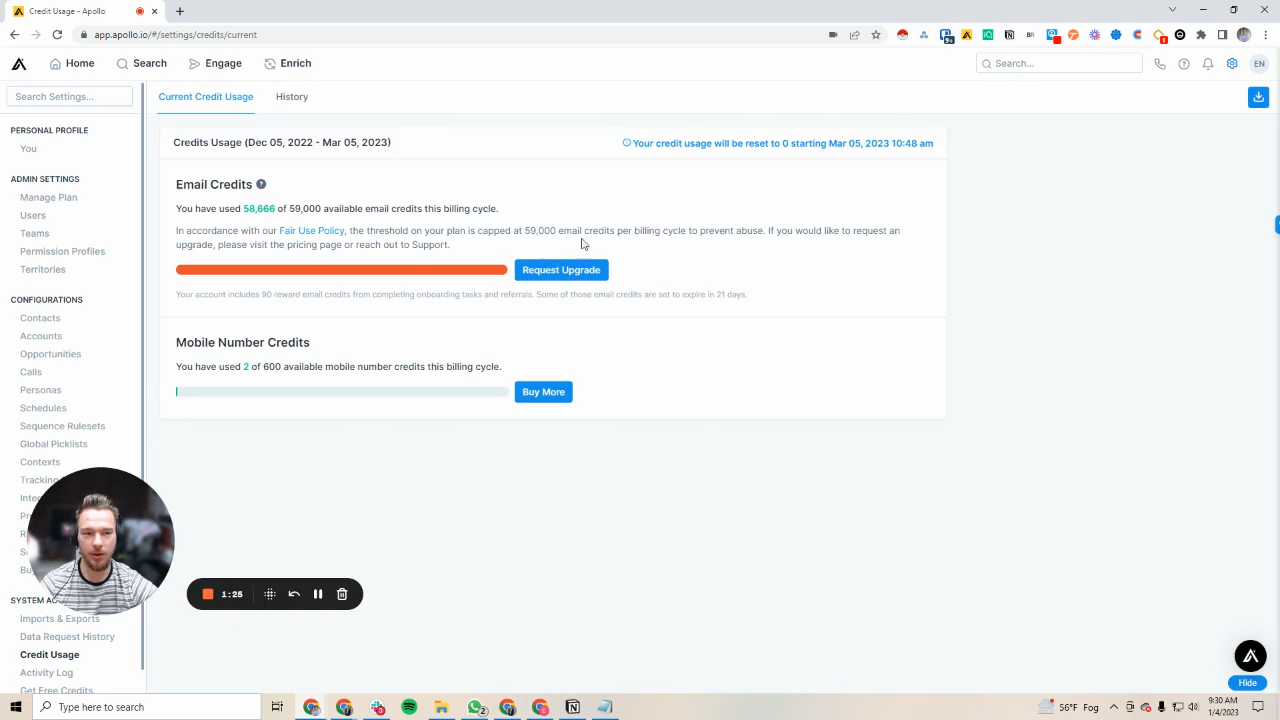 Credit Usage - Apollo
app.apollo.io/#/settings/credits/current
9+
BR
1
Home
Search
Engage
Enrich
Search...
EN
Search Settings...
Current Credit Usage
History
PERSONAL PROFILE
You
ADMIN SETTINGS
Manage Plan
Users
Teams
Permission Profiles
Territories
CONFIGURATIONS
Contacts
Accounts
Opportunities
Calls
Personas
Schedules
Sequence Rulesets
Global Picklists
Contexts
Tracking
Inte
Pr
R
S
Bu
SYSTEM AC
Imports & Exports
Data Request History
Credit Usage
Activity Log
Get Free Credits
Credits Usage (Dec 05, 2022 - Mar 05, 2023)
Your credit usage will be reset to 0 starting Mar 05, 2023 10:48 am
Email Credits ?
You have used 58,666 of 59,000 available email credits this billing cycle.
In accordance with our Fair Use Policy, the threshold on your plan is capped at 59,000 email credits per billing cycle to prevent abuse. If you would like to request an
upgrade, please visit the pricing page or reach out to Support.
Request Upgrade
Your account includes 90 reward email credits from completing onboarding tasks and referrals. Some of those email credits are set to expire in 21 days.
Mobile Number Credits
You have used 2 of 600 available mobile number credits this billing cycle.
Buy More
1:25
Hide
Type here to search
2
56°F Fog
9:30 AM
1/4/2023